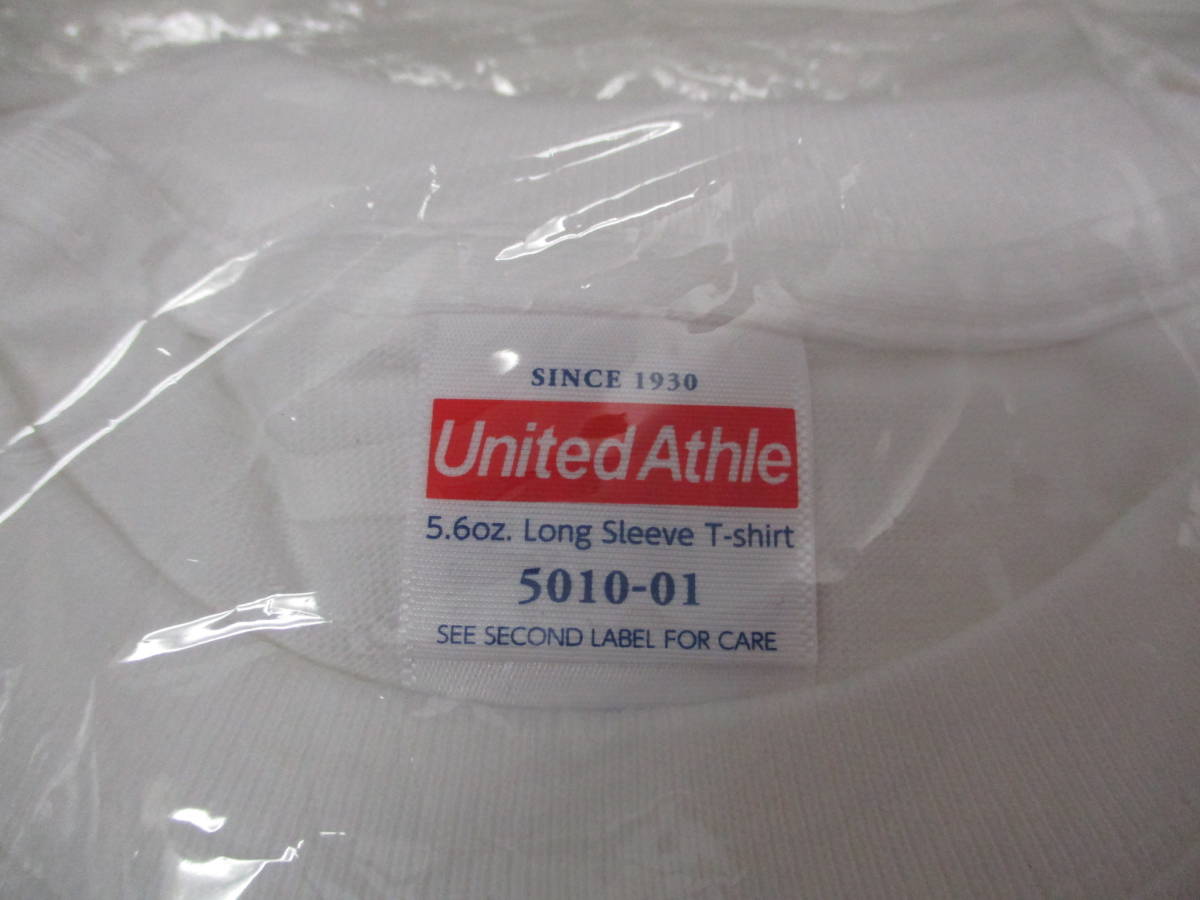 SINCE 1930
United Athle
5.6oz. Long Sleeve T-shirt
5010-01
SEE SECOND LABEL FOR CARE